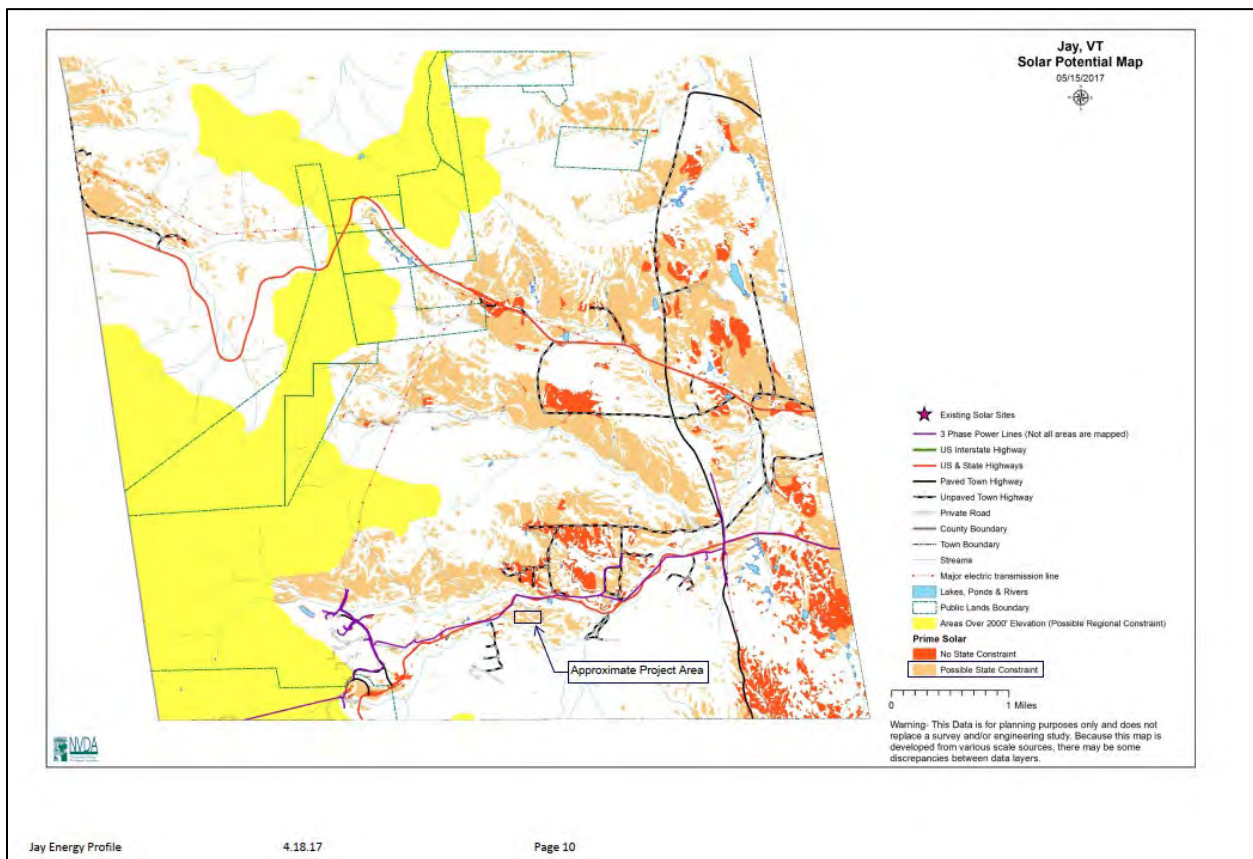 Jay, VT
Solar Potential Map
05/15/2017
Existing Solar Sites
3 Phase Power Lines (Not all areas are mapped)
US Interstate Highway
US & State Highways
Paved Town Highway
Unpaved Town Highway
Private Road
County Boundary
Town Boundary
Streams
Major electric transmission line
Lakes, Ponds & Rivers
Public Lands Boundary
Areas Over 2000' Elevation (Possible Regional Constraint)
Prime Solar
No State Constraint
Possible State Constraint
0 1 Miles
Warning- This Data is for planning purposes only and does not
replace a survey and/or engineering study. Because this map is
developed from various scale sources, there may be some
discrepancies between data layers.
Approximate Project Area
NVDA
Jay Energy Profile 4.18.17 Page 10